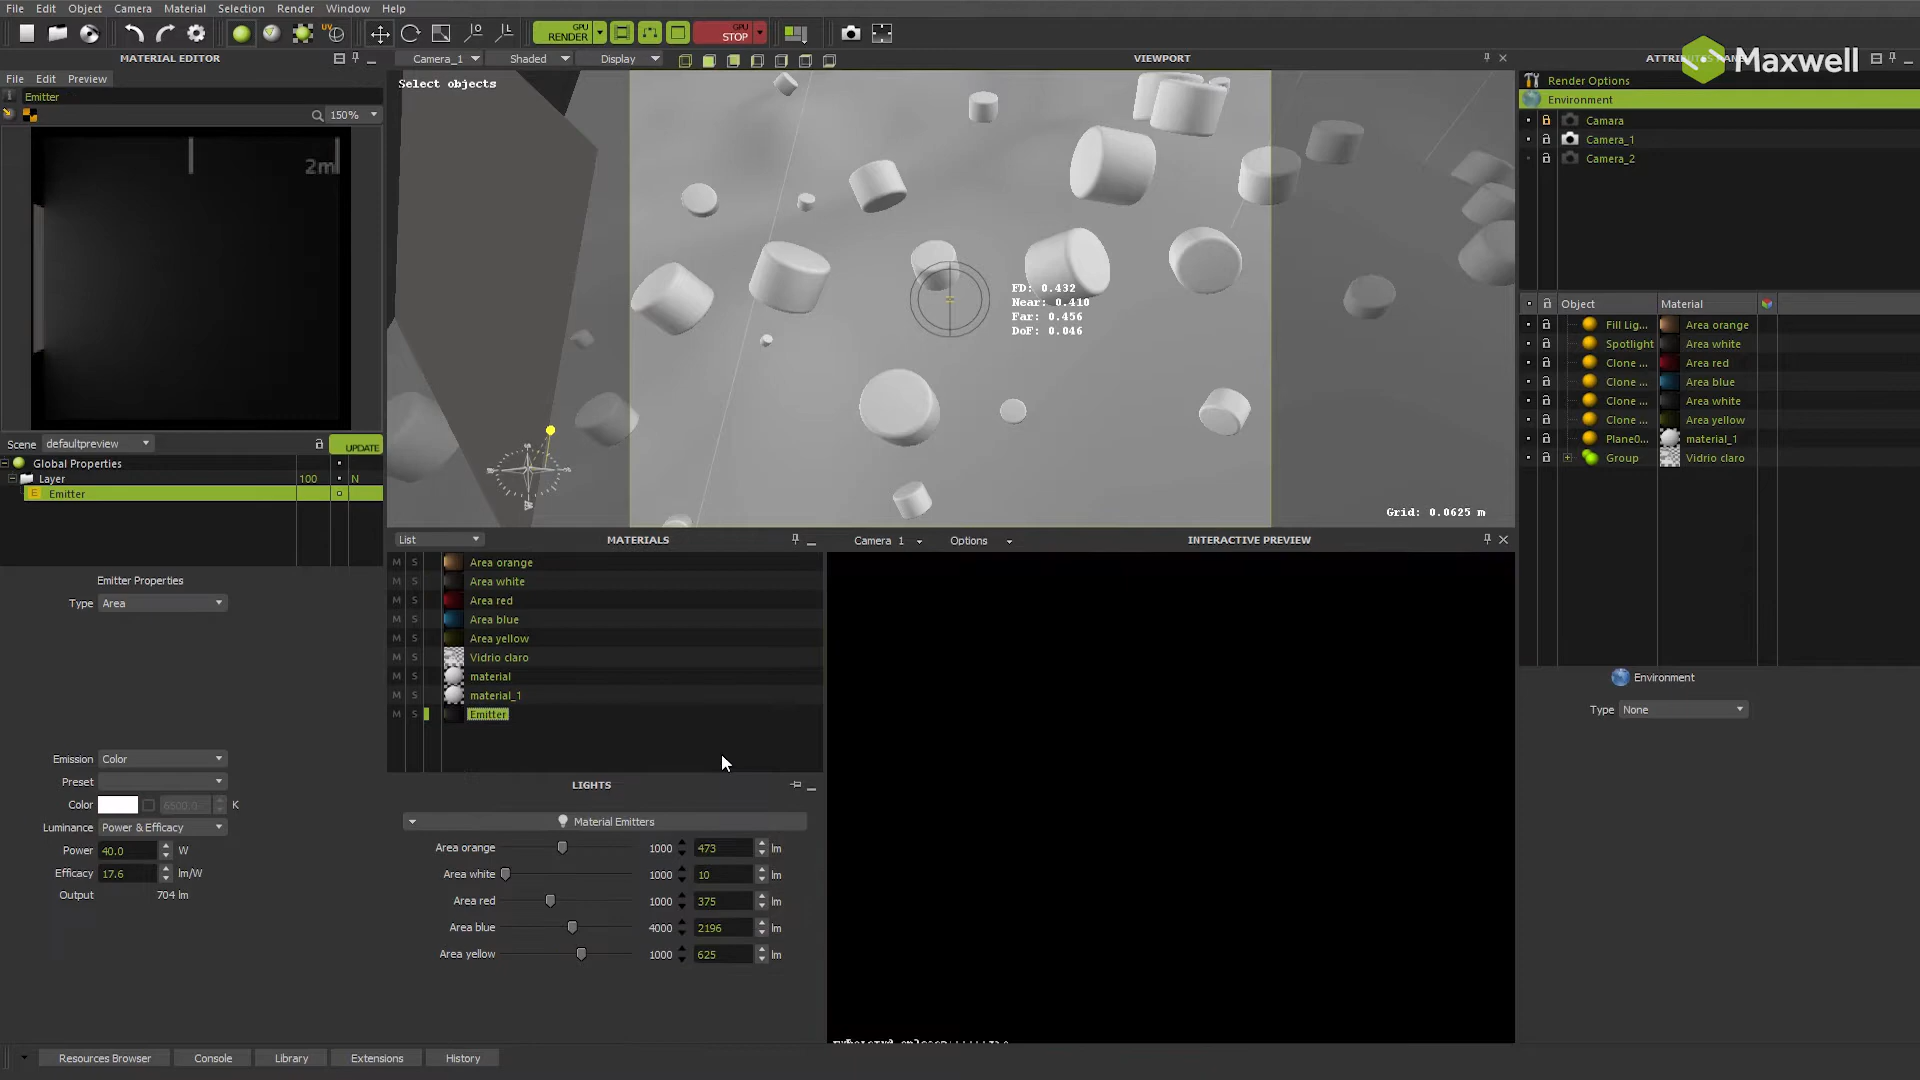 File Edit Object Camera Material Selection Render Window Help
UV
GPU RENDER
GPU STOP
MATERIAL EDITOR
Camera_1
Shaded
Display
VIEWPORT
Maxwell
File Edit Preview
Emitter
150%
2m
Scene defaultpreview
UPDATE
Global Properties
Layer 100 N
E Emitter
Emitter Properties
Type Area
Emission Color
Preset
Color 6500.0 K
Luminance Power & Efficacy
Power 40.0 W
Efficacy 17.6 lm/W
Output 704 lm
Select objects
FD: 0.432
Near: 0.410
Far: 0.456
DoF: 0.046
Grid: 0.0625 m
List
MATERIALS
M S Area orange
M S Area white
M S Area red
M S Area blue
M S Area yellow
M S Vidrio claro
M S material
M S material_1
M S Emitter
LIGHTS
Material Emitters
Area orange 1000 473 lm
Area white 1000 10 lm
Area red 1000 375 lm
Area blue 4000 2196 lm
Area yellow 1000 625 lm
Camera 1
Options
INTERACTIVE PREVIEW
Render Options
Environment
Camara
Camera_1
Camera_2
Object Material
Fill Lig... Area orange
Spotlight Area white
Clone ... Area red
Clone ... Area blue
Clone ... Area white
Clone ... Area yellow
Plane0... material_1
Group Vidrio claro
Environment
Type None
Resources Browser
Console
Library
Extensions
History